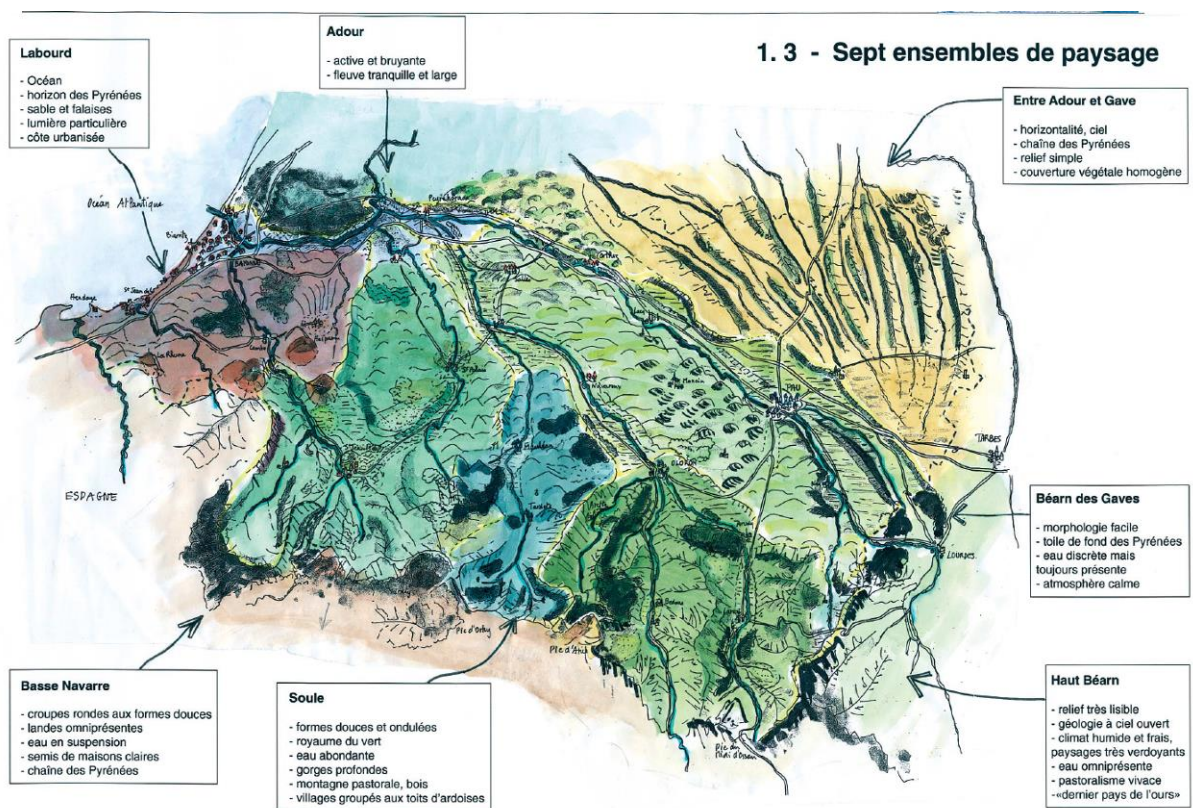 1. 3 - Sept ensembles de paysage
Labourd
- Océan
- horizon des Pyrénées
- sable et falaises
- lumière particulière
- côte urbanisée
Adour
- active et bruyante
- fleuve tranquille et large
Entre Adour et Gave
- horizontalité, ciel
- chaîne des Pyrénées
- relief simple
- couverture végétale homogène
Océan Atlantique
Hendaye
La Rhune
PAU
TARBES
OLORON
LOURDES
ESPAGNE
Pic d'Orhy
Pic d'Anie
Pic du
Midi d'Ossau
Béarn des Gaves
- morphologie facile
- toile de fond des Pyrénées
- eau discrète mais
toujours présente
- atmosphère calme
Basse Navarre
- croupes rondes aux formes douces
- landes omniprésentes
- eau en suspension
- semis de maisons claires
- chaîne des Pyrénées
Soule
- formes douces et ondulées
- royaume du vert
- eau abondante
- gorges profondes
- montagne pastorale, bois
- villages groupés aux toits d'ardoises
Haut Béarn
- relief très lisible
- géologie à ciel ouvert
- climat humide et frais,
paysages très verdoyants
- eau omniprésente
- pastoralisme vivace
-«dernier pays de l'ours»